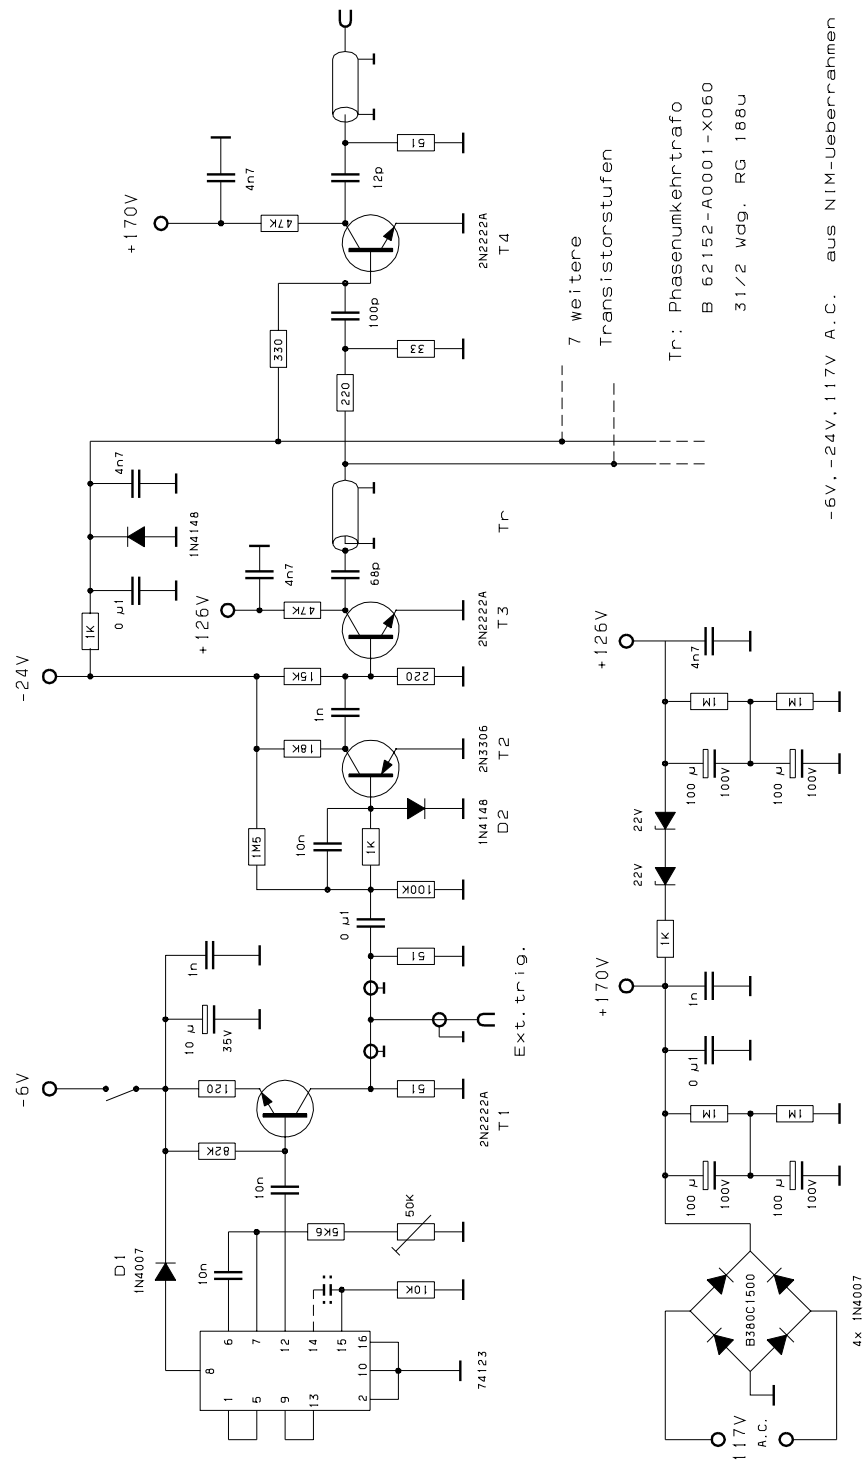 -6V
-24V
+170V
D1
1N4007
10n
10n
82K
120
10 µ
35V
1n
5K6
50K
10K
74123
8
1
5
9
13
6
7
12
14
15
16
10
2
2N2222A
T1
51
Ext.trig.
51
0 µ1
100K
1M5
10n
1K
1N4148
D2
18K
2N3306
T2
1n
15K
220
1K
0 µ1
1N4148
4n7
+126V
4n7
47K
2N2222A
T3
68p
Tr
330
220
33
100p
47K
4n7
2N2222A
T4
12p
51
7 weitere
Transistorstufen
Tr: Phasenumkehrtrafo
B 62152-A0001-X060
31/2 Wdg. RG 188u
-6V,-24V,117V A.C. aus NIM-Ueberrahmen
117V
A.C.
B380C1500
4x 1N4007
100 µ
100V
100 µ
100V
1M
1M
0 µ1
1n
+170V
1K
22V
22V
100 µ
100V
100 µ
100V
1M
1M
4n7
+126V